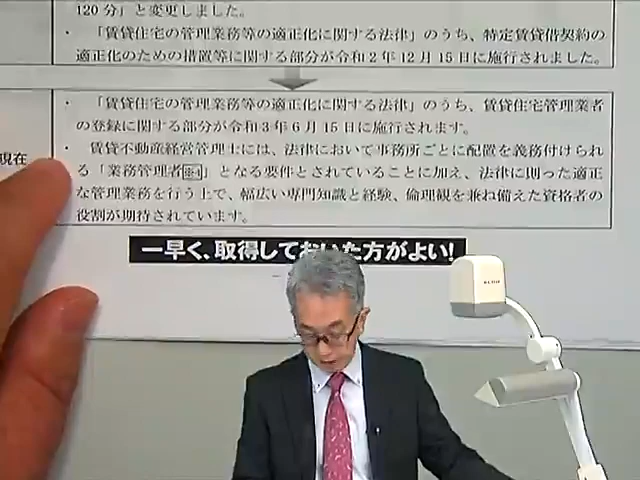 120分」と変更しました。
・ 「賃貸住宅の管理業務等の適正化に関する法律」のうち、特定賃貸借契約の
適正化のための措置等に関する部分が令和2年12月15日に施行されました。
・ 「賃貸住宅の管理業務等の適正化に関する法律」のうち、賃貸住宅管理業者
の登録に関する部分が令和3年6月15日に施行されます。
現在
・ 賃貸不動産経営管理士には、法律において事務所ごとに配置を義務付けられ
る「業務管理者」となる要件とされていることに加え、法律に則った適正
な管理業務を行う上で、幅広い専門知識と経験、倫理観を兼ね備えた資格者の
役割が期待されています。
一早く、取得しておいた方がよい!